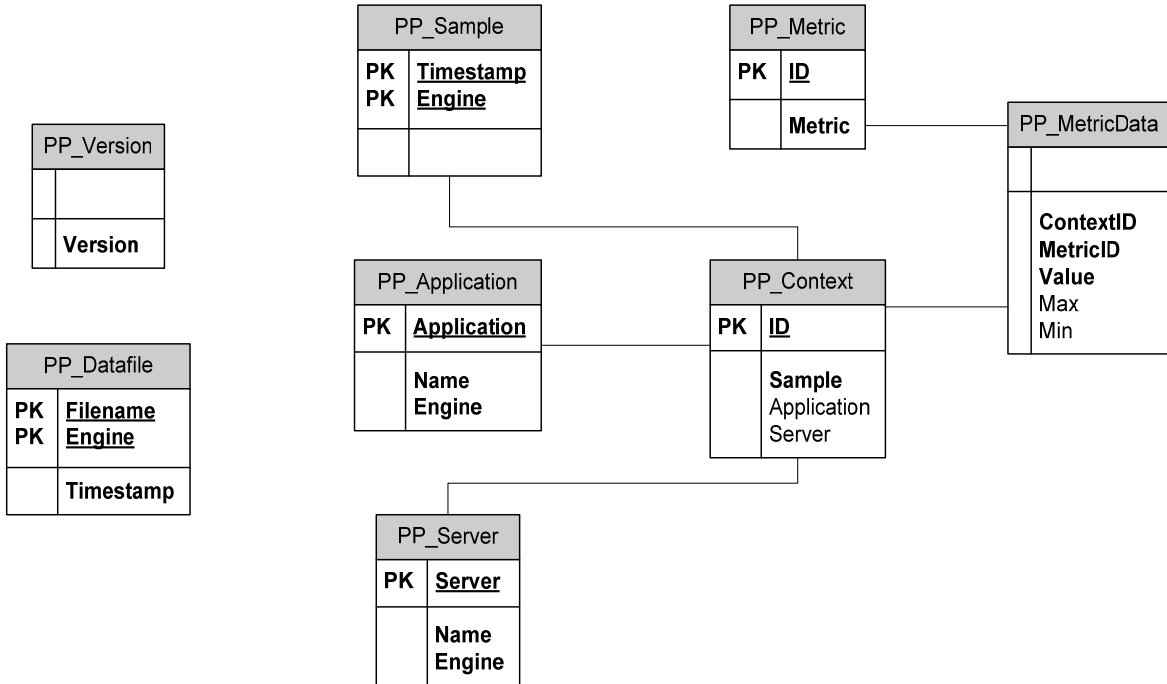 PP_Sample
PK Timestamp
PK Engine
PP_Metric
PK ID
Metric
PP_MetricData
ContextID
MetricID
Value
Max
Min
PP_Version
Version
PP_Application
PK Application
Name
Engine
PP_Context
PK ID
Sample
Application
Server
PP_Datafile
PK Filename
PK Engine
Timestamp
PP_Server
PK Server
Name
Engine